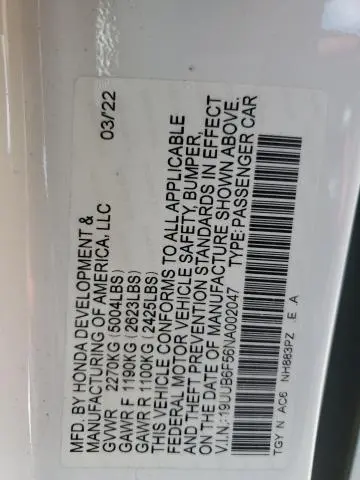 MFD. BY HONDA DEVELOPMENT & 03/22
MANUFACTURING OF AMERICA, LLC
GVWR 2270KG (5004LBS)
GAWR F 1190KG (2623LBS)
GAWR R 1100KG (2425LBS)
THIS VEHICLE CONFORMS TO ALL APPLICABLE
FEDERAL MOTOR VEHICLE SAFETY, BUMPER,
AND THEFT PREVENTION STANDARDS IN EFFECT
ON THE DATE OF MANUFACTURE SHOWN ABOVE.
V.I.N.:19UUB6F56NA002047 TYPE:PASSENGER CAR
TGY N AC6 NH883PZ E A